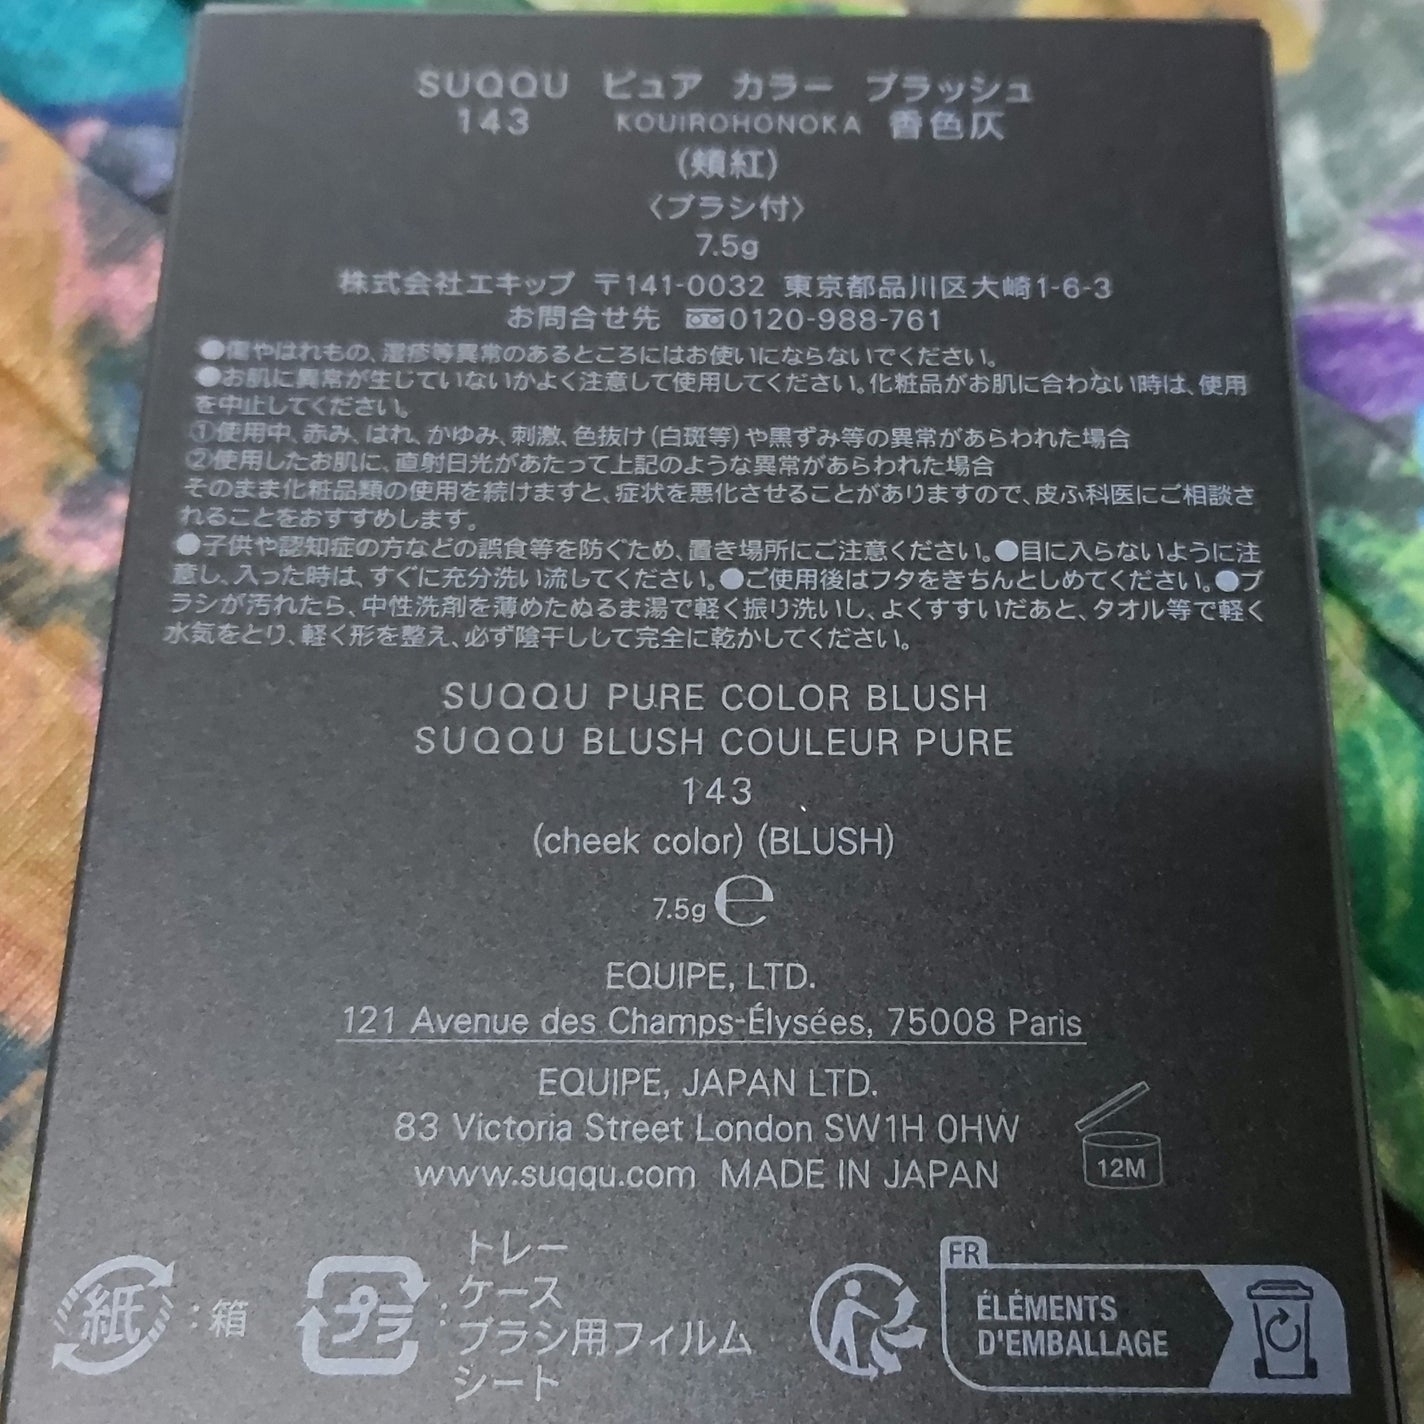 SUQQU ピュア カラー ブラッシュ
143 KOUIROHONOKA 香色仄
(頬紅)
〈ブラシ付〉
7.5g
株式会社エキップ 〒141-0032 東京都品川区大崎1-6-3
お問合せ先 0120-988-761
●傷やはれもの、湿疹等異常のあるところにはお使いにならないでください。
●お肌に異常が生じていないかよく注意して使用してください。化粧品がお肌に合わない時は、使用
を中止してください。
①使用中、赤み、はれ、かゆみ、刺激、色抜け(白斑等)や黒ずみ等の異常があらわれた場合
②使用したお肌に、直射日光があたって上記のような異常があらわれた場合
そのまま化粧品類の使用を続けますと、症状を悪化させることがありますので、皮ふ科医にご相談さ
れることをおすすめします。
●子供や認知症の方などの誤食等を防ぐため、置き場所にご注意ください。●目に入らないように注
意し、入った時は、すぐに充分洗い流してください。●ご使用後はフタをきちんとしめてください。●ブ
ラシが汚れたら、中性洗剤を薄めたぬるま湯で軽く振り洗いし、よくすすいだあと、タオル等で軽く
水気をとり、軽く形を整え、必ず陰干しして完全に乾かしてください。
SUQQU PURE COLOR BLUSH
SUQQU BLUSH COULEUR PURE
143
(cheek color) (BLUSH)
7.5g ℮
EQUIPE, LTD.
121 Avenue des Champs-Élysées, 75008 Paris
EQUIPE, JAPAN LTD.
83 Victoria Street London SW1H 0HW
www.suqqu.com MADE IN JAPAN
12M
紙 : 箱
プラ : トレー
ケース
ブラシ用フィルム
シート
FR
ÉLÉMENTS
D'EMBALLAGE